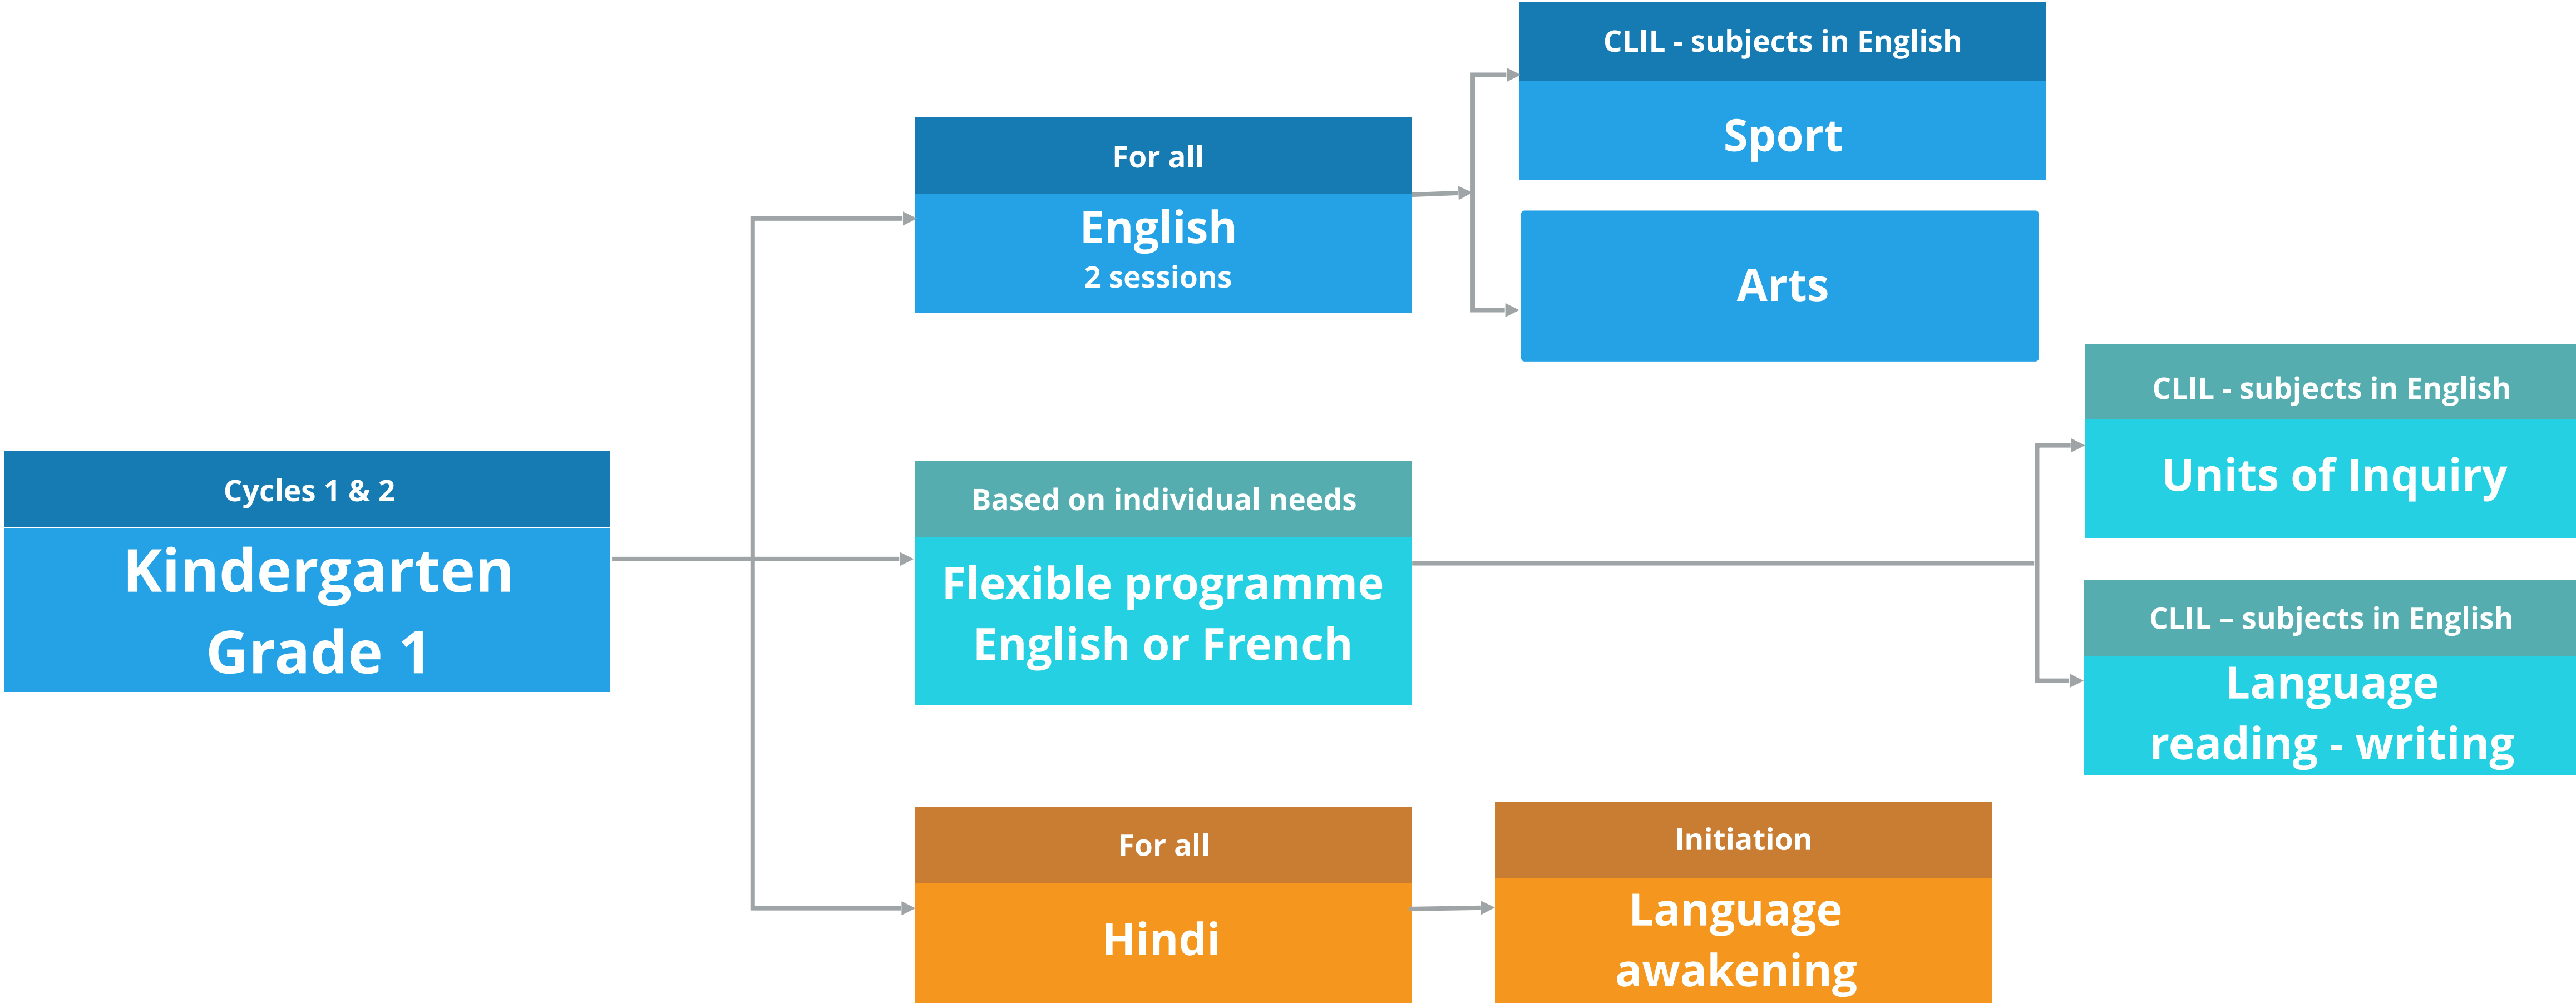 Cycles 1 & 2
Kindergarten
Grade 1
For all
English
2 sessions
CLIL - subjects in English
Sport
Arts
Based on individual needs
Flexible programme
English or French
CLIL - subjects in English
Units of Inquiry
CLIL – subjects in English
Language
reading - writing
For all
Hindi
Initiation
Language
awakening